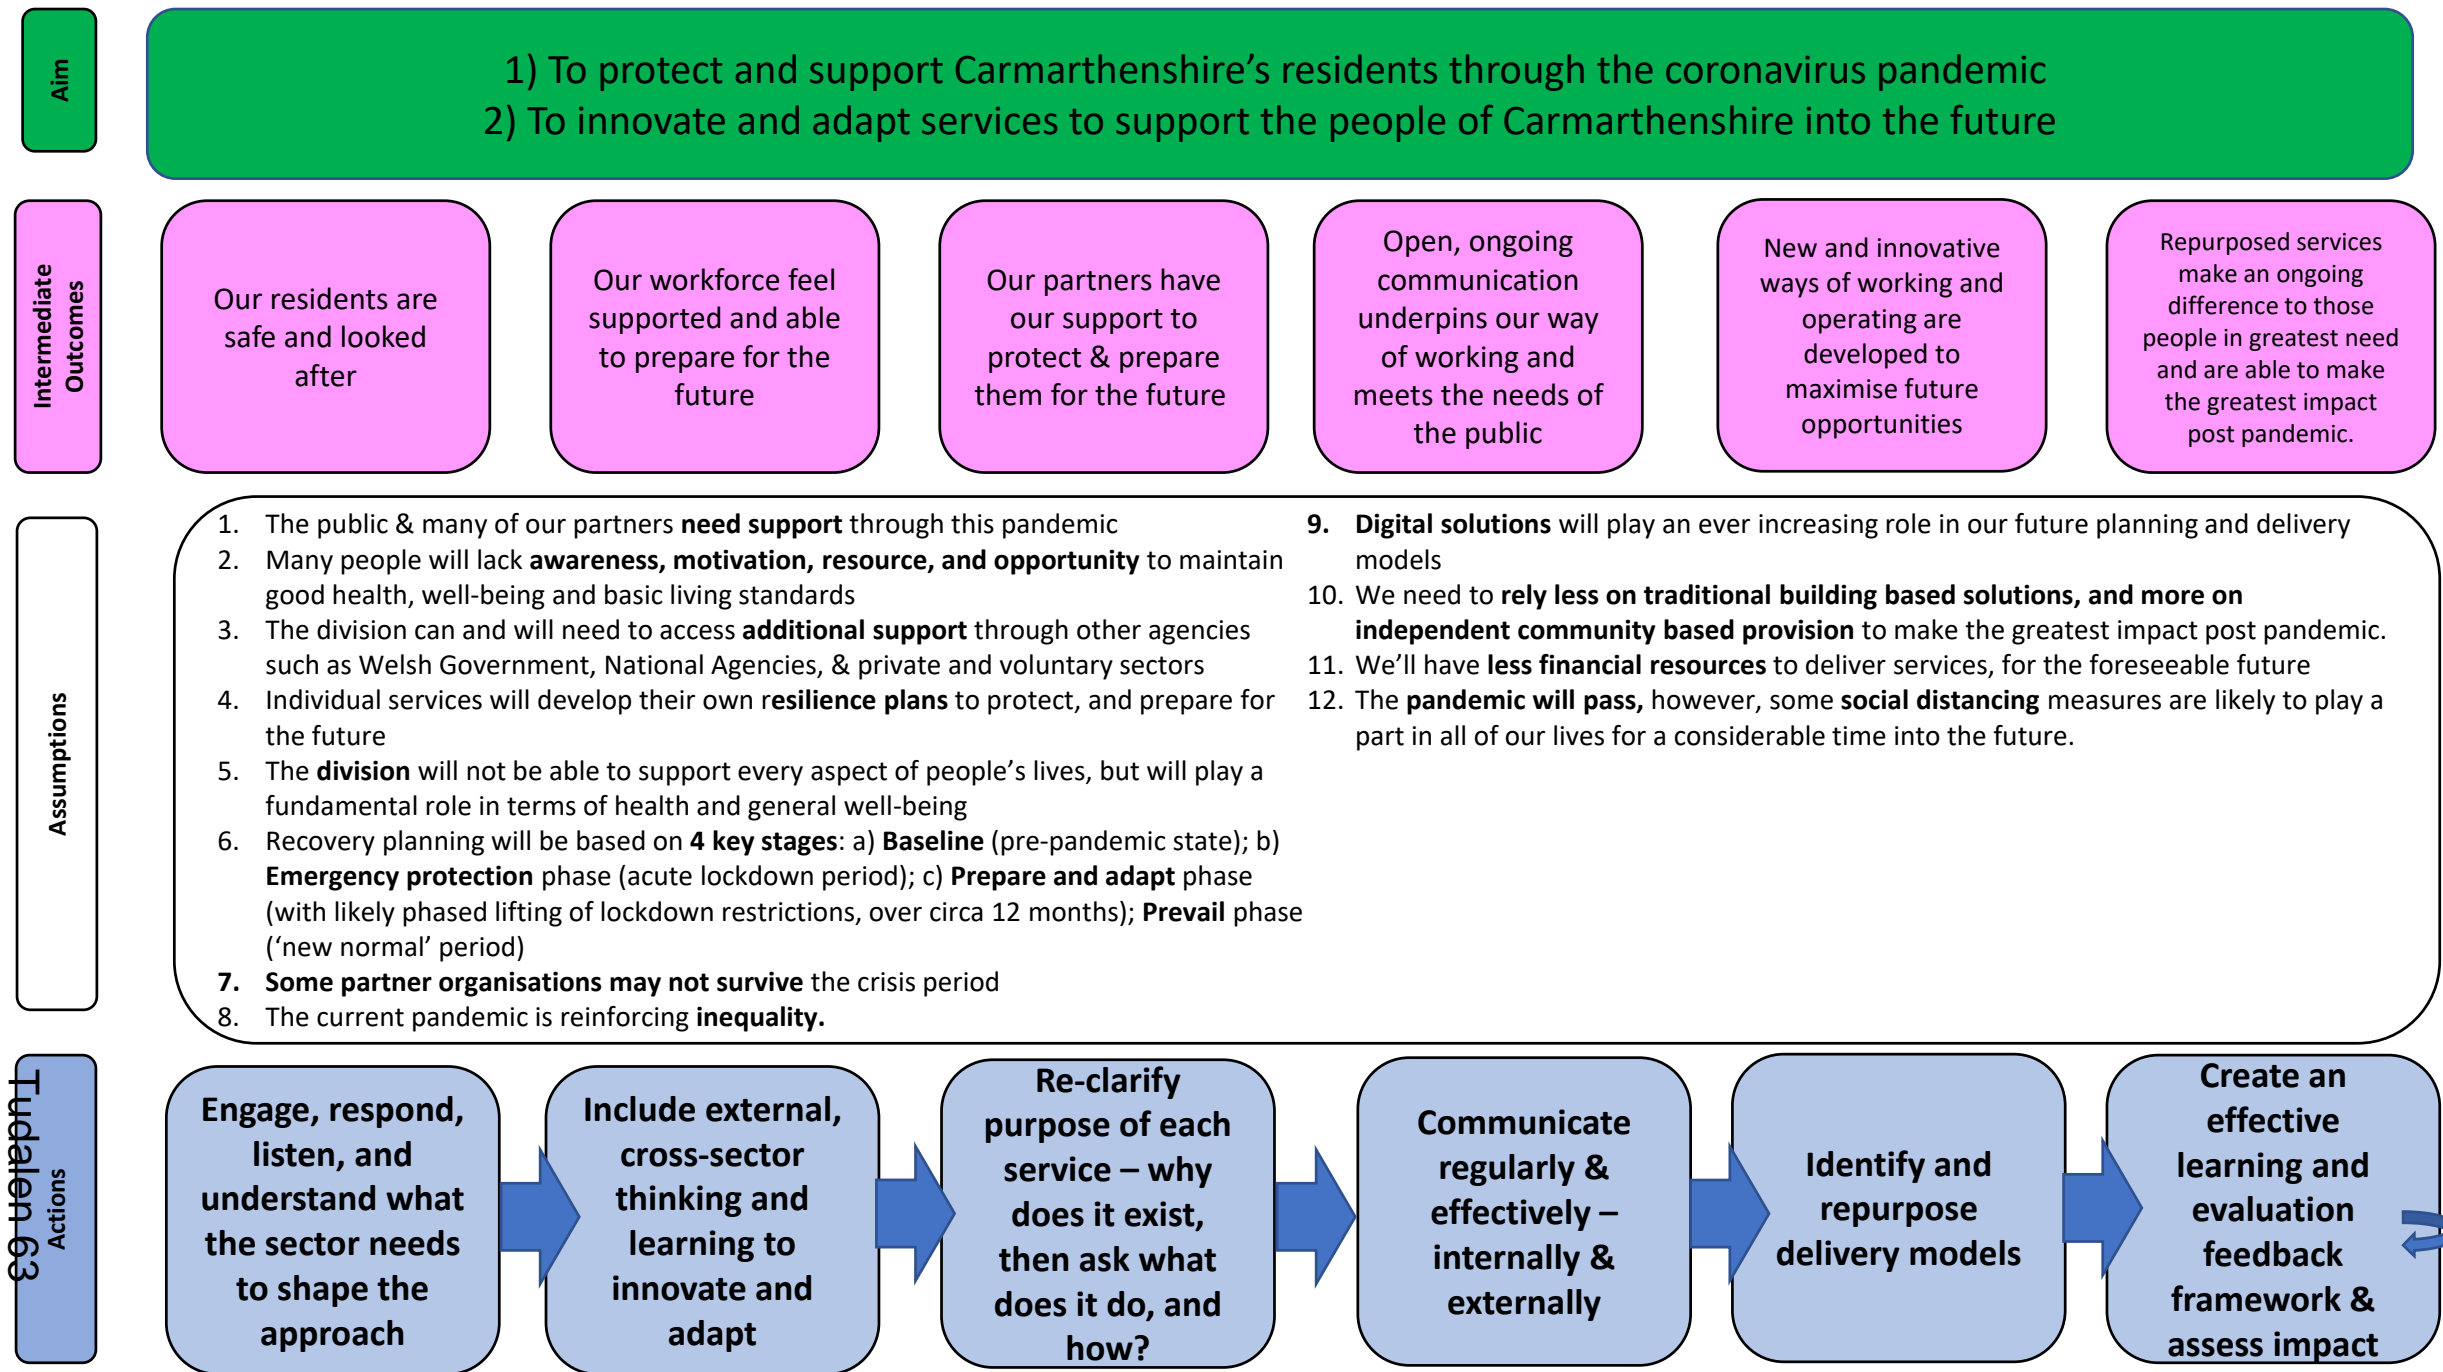 Aim
1) To protect and support Carmarthenshire’s residents through the coronavirus pandemic
2) To innovate and adapt services to support the people of Carmarthenshire into the future
Intermediate
Outcomes
Our residents are
safe and looked
after
Our workforce feel
supported and able
to prepare for the
future
Our partners have
our support to
protect & prepare
them for the future
Open, ongoing
communication
underpins our way
of working and
meets the needs of
the public
New and innovative
ways of working and
operating are
developed to
maximise future
opportunities
Repurposed services
make an ongoing
difference to those
people in greatest need
and are able to make
the greatest impact
post pandemic.
Assumptions
1. The public & many of our partners need support through this pandemic
2. Many people will lack awareness, motivation, resource, and opportunity to maintain
good health, well-being and basic living standards
3. The division can and will need to access additional support through other agencies
such as Welsh Government, National Agencies, & private and voluntary sectors
4. Individual services will develop their own resilience plans to protect, and prepare for
the future
5. The division will not be able to support every aspect of people’s lives, but will play a
fundamental role in terms of health and general well-being
6. Recovery planning will be based on 4 key stages: a) Baseline (pre-pandemic state); b)
Emergency protection phase (acute lockdown period); c) Prepare and adapt phase
(with likely phased lifting of lockdown restrictions, over circa 12 months); Prevail phase
(‘new normal’ period)
7. Some partner organisations may not survive the crisis period
8. The current pandemic is reinforcing inequality.
9. Digital solutions will play an ever increasing role in our future planning and delivery
models
10. We need to rely less on traditional building based solutions, and more on
independent community based provision to make the greatest impact post pandemic.
11. We’ll have less financial resources to deliver services, for the foreseeable future
12. The pandemic will pass, however, some social distancing measures are likely to play a
part in all of our lives for a considerable time into the future.
Tudalen 63
Actions
Engage, respond,
listen, and
understand what
the sector needs
to shape the
approach
Include external,
cross-sector
thinking and
learning to
innovate and
adapt
Re-clarify
purpose of each
service – why
does it exist,
then ask what
does it do, and
how?
Communicate
regularly &
effectively –
internally &
externally
Identify and
repurpose
delivery models
Create an
effective
learning and
evaluation
feedback
framework &
assess impact